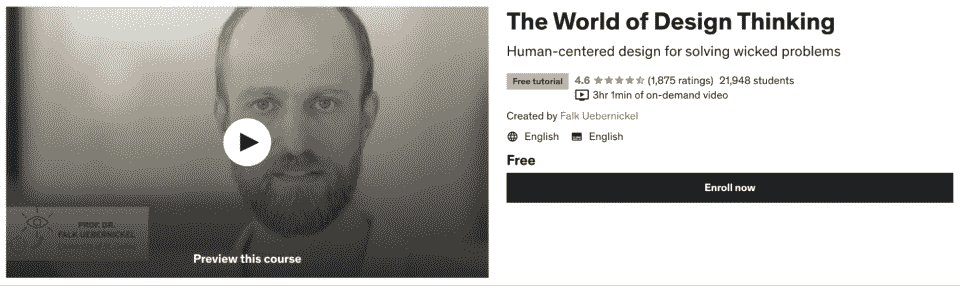 The World of Design Thinking
Human-centered design for solving wicked problems
Free tutorial 4.6 (1,875 ratings) 21,948 students
3hr 1min of on-demand video
Created by Falk Uebernickel
English English
Free
Enroll now
PROF. DR.
FALK UEBERNICKEL
Preview this course